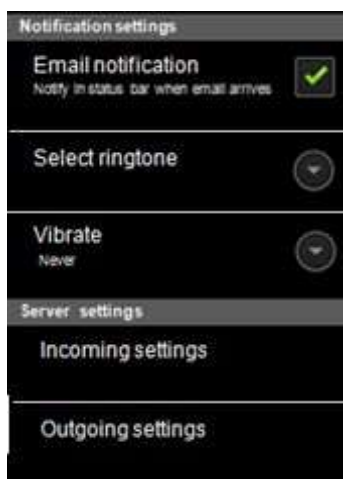 Notification settings
Email notification
Notify in status bar when email arrives
Select ringtone
Vibrate
Never
Server settings
Incoming settings
Outgoing settings